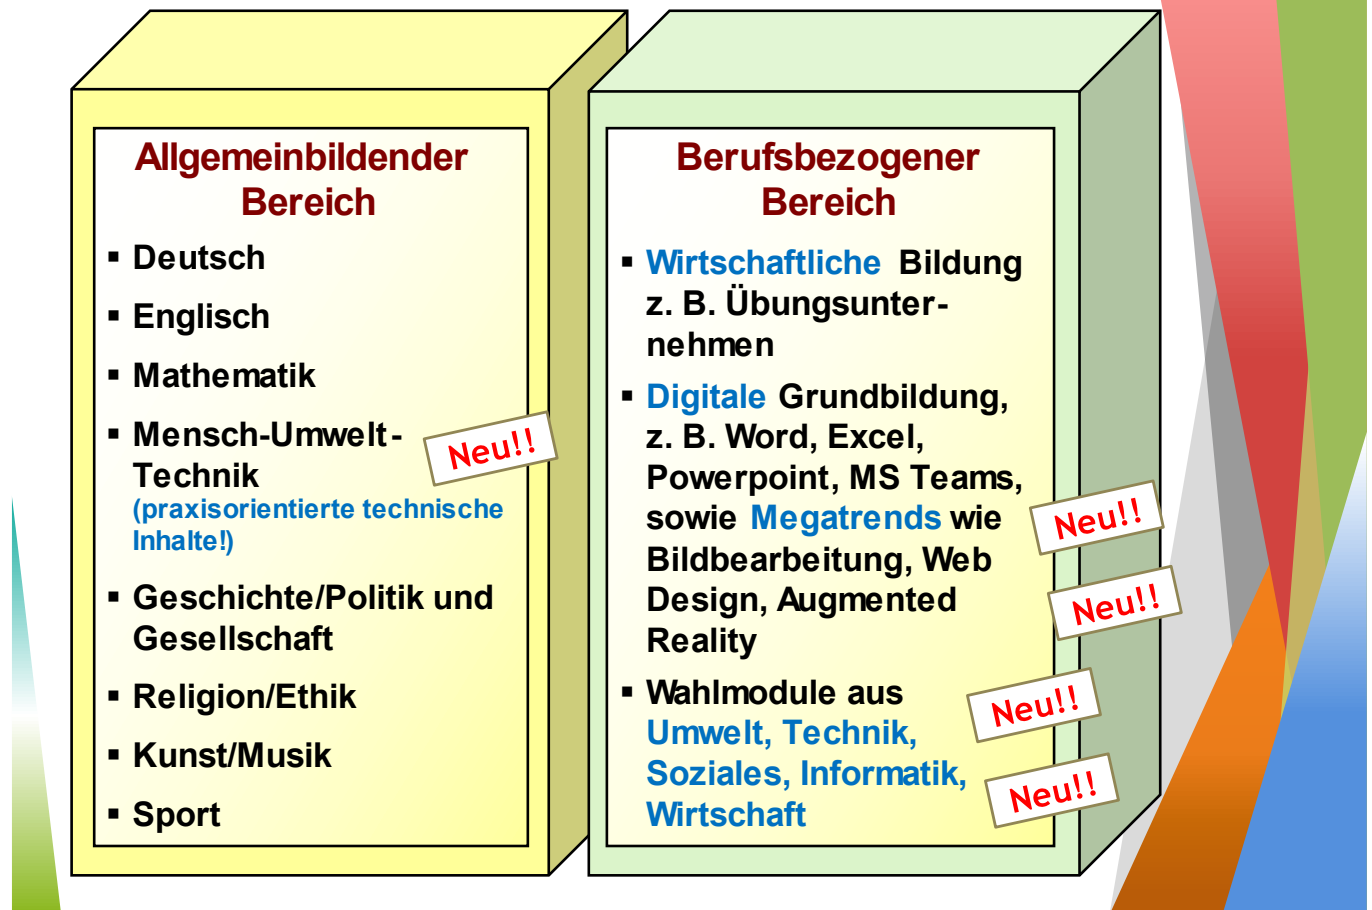 Allgemeinbildender
Bereich
▪ Deutsch
▪ Englisch
▪ Mathematik
▪ Mensch-Umwelt-
Technik
(praxisorientierte technische
Inhalte!)
Neu!!
▪ Geschichte/Politik und
Gesellschaft
▪ Religion/Ethik
▪ Kunst/Musik
▪ Sport
Berufsbezogener
Bereich
▪ Wirtschaftliche Bildung
z. B. Übungsunter-
nehmen
▪ Digitale Grundbildung,
z. B. Word, Excel,
Powerpoint, MS Teams,
sowie Megatrends wie
Bildbearbeitung, Web
Design, Augmented
Reality
Neu!!
Neu!!
▪ Wahlmodule aus
Umwelt, Technik,
Soziales, Informatik,
Wirtschaft
Neu!!
Neu!!